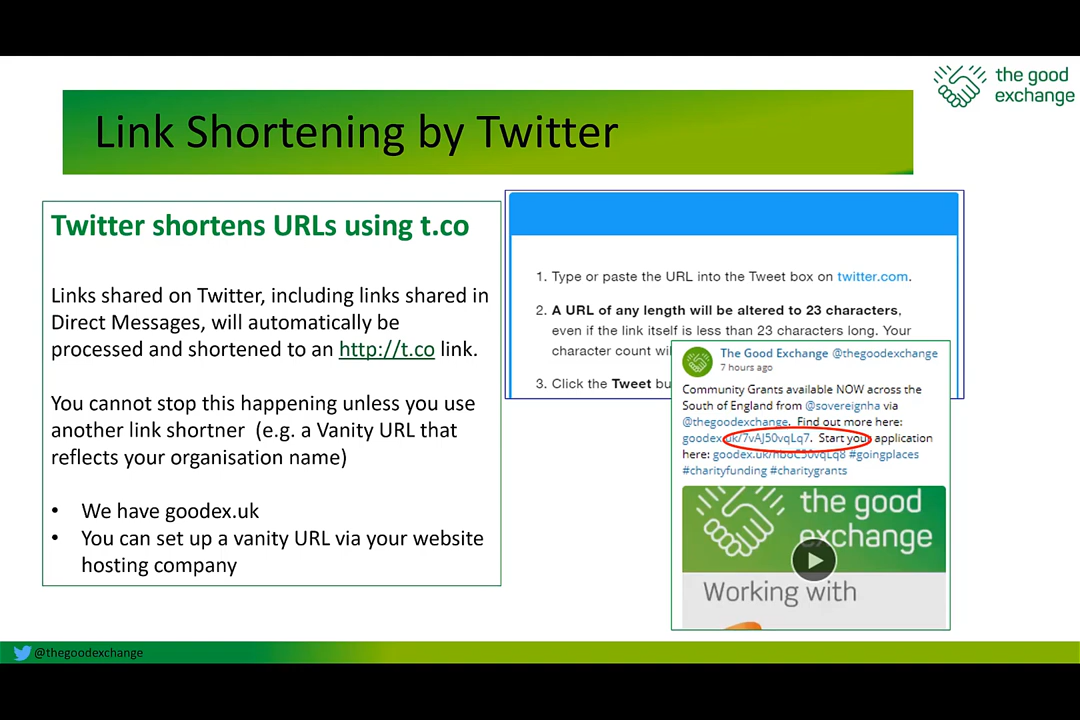 the good
exchange
Link Shortening by Twitter
Twitter shortens URLs using t.co
Links shared on Twitter, including links shared in
Direct Messages, will automatically be
processed and shortened to an http://t.co link.
You cannot stop this happening unless you use
another link shortner (e.g. a Vanity URL that
reflects your organisation name)
• We have goodex.uk
• You can set up a vanity URL via your website
hosting company
1. Type or paste the URL into the Tweet box on twitter.com.
2. A URL of any length will be altered to 23 characters,
even if the link itself is less than 23 characters long. Your
character count wil
3. Click the Tweet bu
The Good Exchange @thegoodexchange
7 hours ago
Community Grants available NOW across the
South of England from @sovereignha via
@thegoodexchange. Find out more here:
goodex.uk/7vAJ50vqLq7. Start your application
here: goodex.uk/hboC50vqLq8 #goingplaces
#charityfunding #charitygrants
the good
exchange
Working with
@thegoodexchange